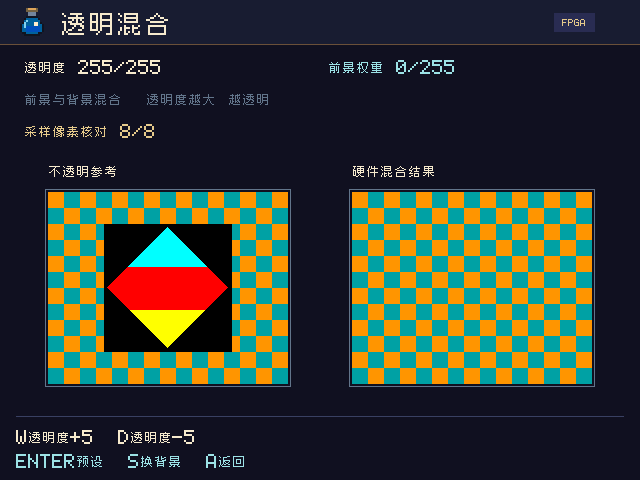 透明混合 FPGA
透明度 255/255 前景权重 0/255
前景与背景混合 透明度越大 越透明
采样像素核对 8/8
不透明参考 硬件混合结果
W透明度+5 D透明度-5
ENTER预设 S换背景 A返回